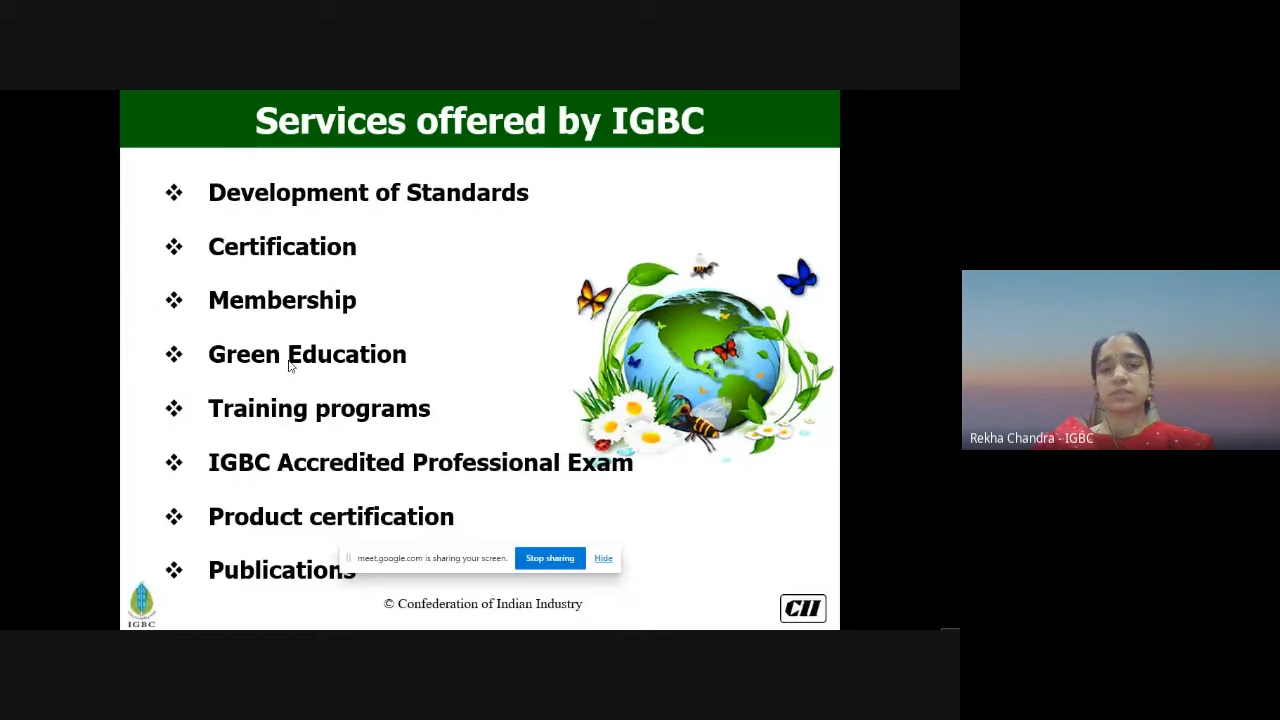 Services offered by IGBC
❖ Development of Standards
❖ Certification
❖ Membership
❖ Green Education
❖ Training programs
❖ IGBC Accredited Professional Exam
❖ Product certification
❖ Publications
meet.google.com is sharing your screen. Stop sharing Hide
© Confederation of Indian Industry
IGBC
CII
Rekha Chandra - IGBC